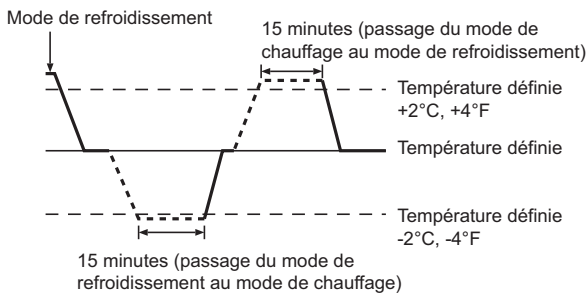 Mode de refroidissement
15 minutes (passage du mode de
chauffage au mode de refroidissement)
Température définie
+2°C, +4°F
Température définie
Température définie
-2°C, -4°F
15 minutes (passage du mode de
refroidissement au mode de chauffage)